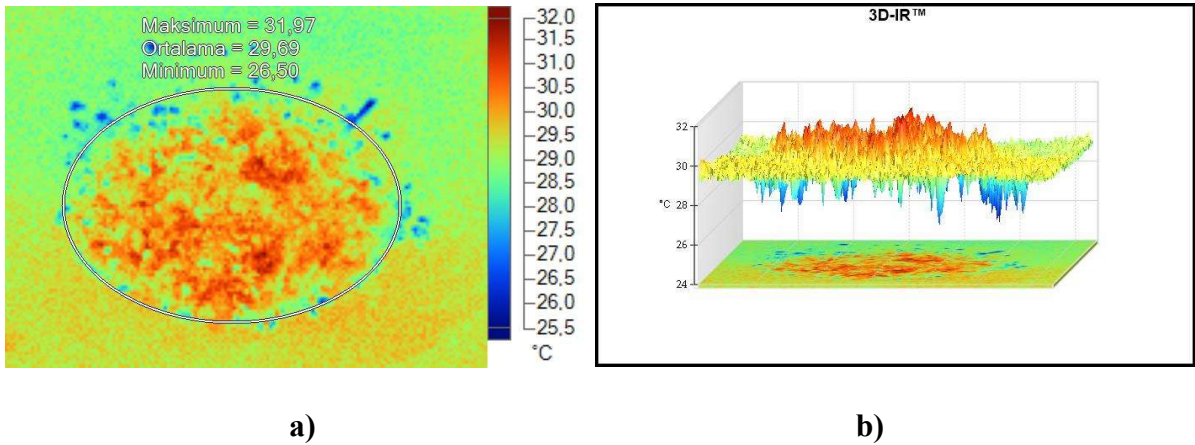 Maksimum = 31,97
Ortalama = 29,69
Minimum = 26,50
32,0
31,5
31,0
30,5
30,0
29,5
29,0
28,5
28,0
27,5
27,0
26,5
26,0
25,5
°C
3D-IR™
32
30
°C
28
26
24
a)
b)